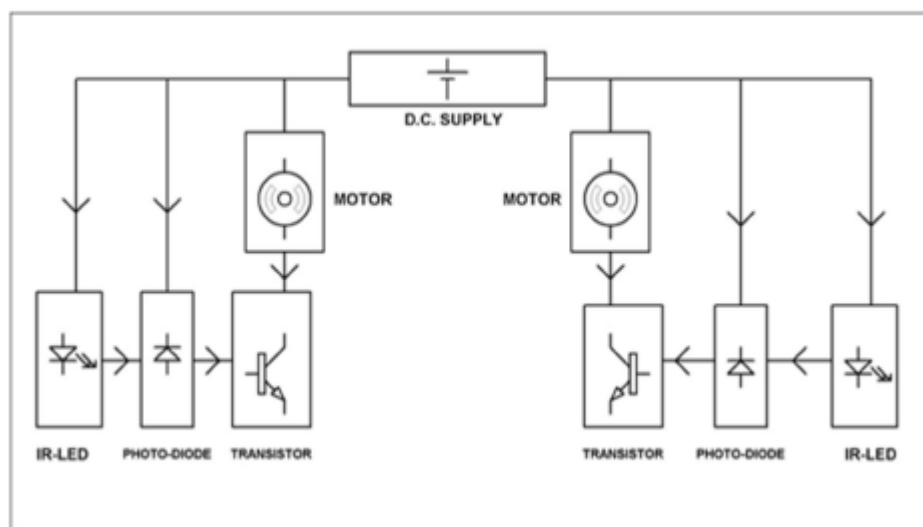 D.C. SUPPLY
MOTOR
MOTOR
IR-LED
PHOTO-DIODE
TRANSISTOR
TRANSISTOR
PHOTO-DIODE
IR-LED